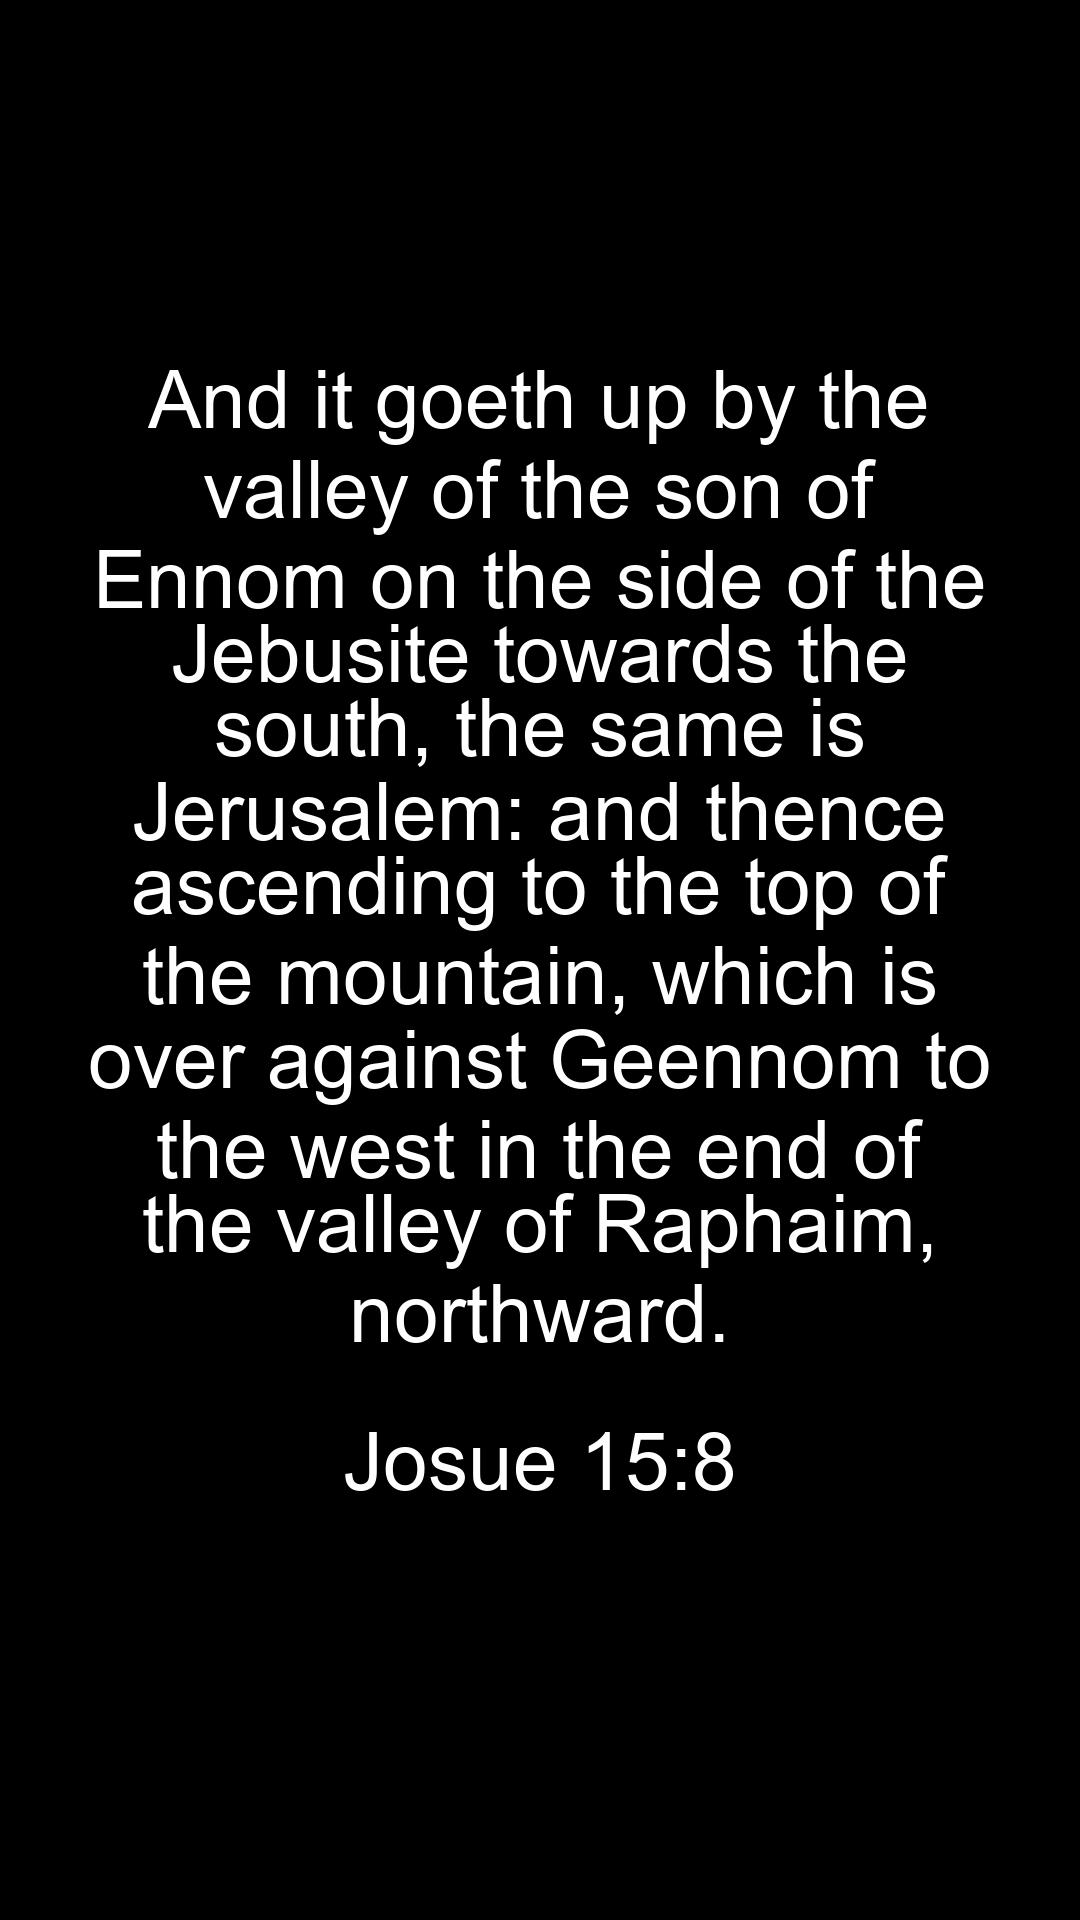 And it goeth up by the
valley of the son of
Ennom on the side of the
Jebusite towards the
south, the same is
Jerusalem: and thence
ascending to the top of
the mountain, which is
over against Geennom to
the west in the end of
the valley of Raphaim,
northward.
Josue 15:8